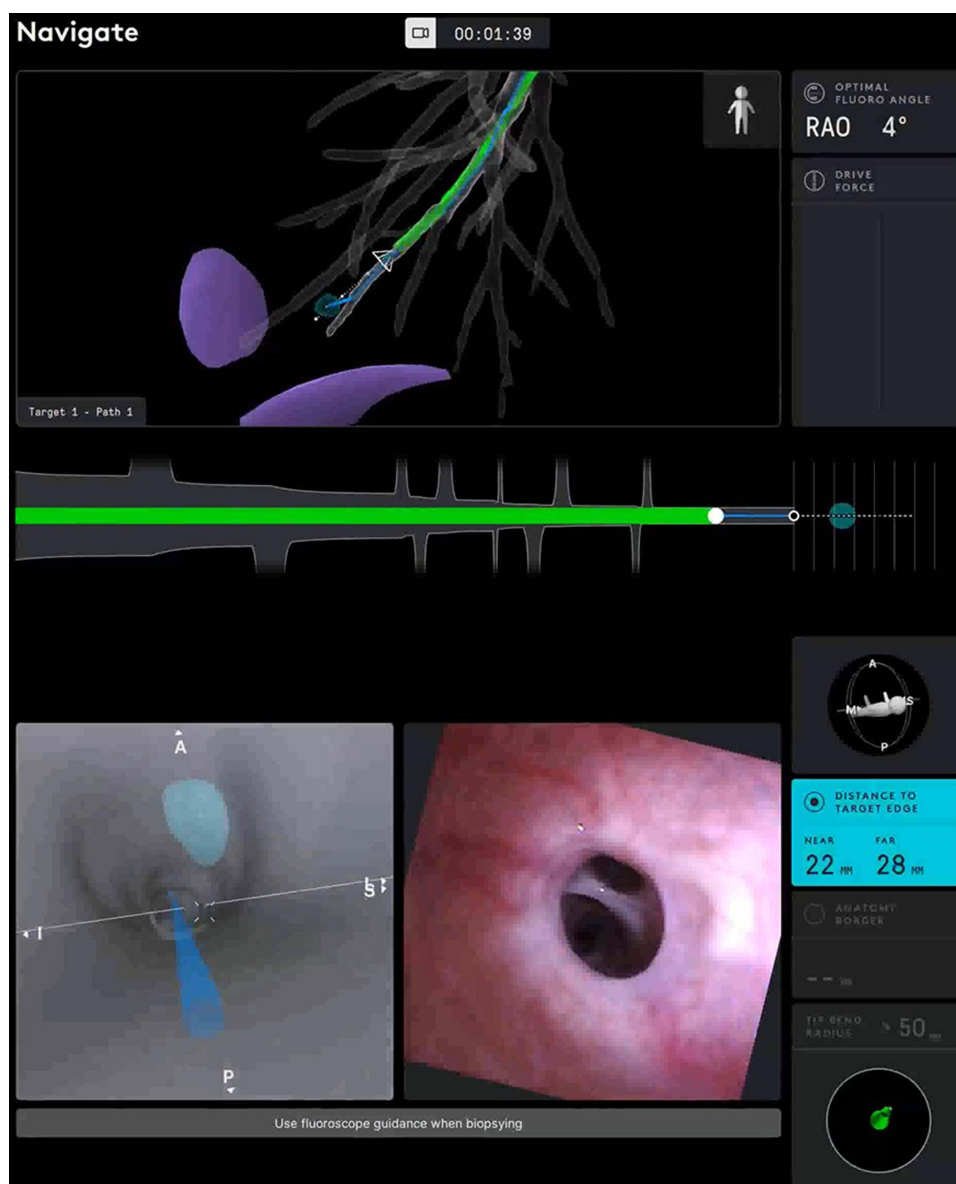 Navigate
00:01:39
OPTIMAL
FLUORO ANGLE
RAO 4°
DRIVE
FORCE
Target 1 - Path 1
A
M S
P
A
S
I
P
DISTANCE TO
TARGET EDGE
NEAR FAR
22 MM 28 MM
ANATOMY
BORDER
-- MM
TIP BEND
RADIUS > 50 MM
Use fluoroscope guidance when biopsying